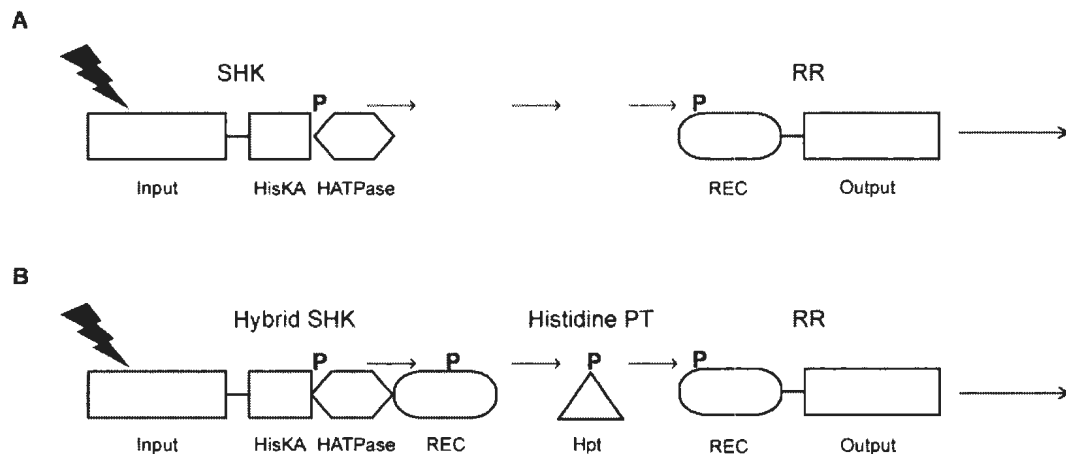 A
SHK RR
P P
Input HisKA HATPase REC Output
B
Hybrid SHK Histidine PT RR
P P P P
Input HisKA HATPase REC Hpt REC Output